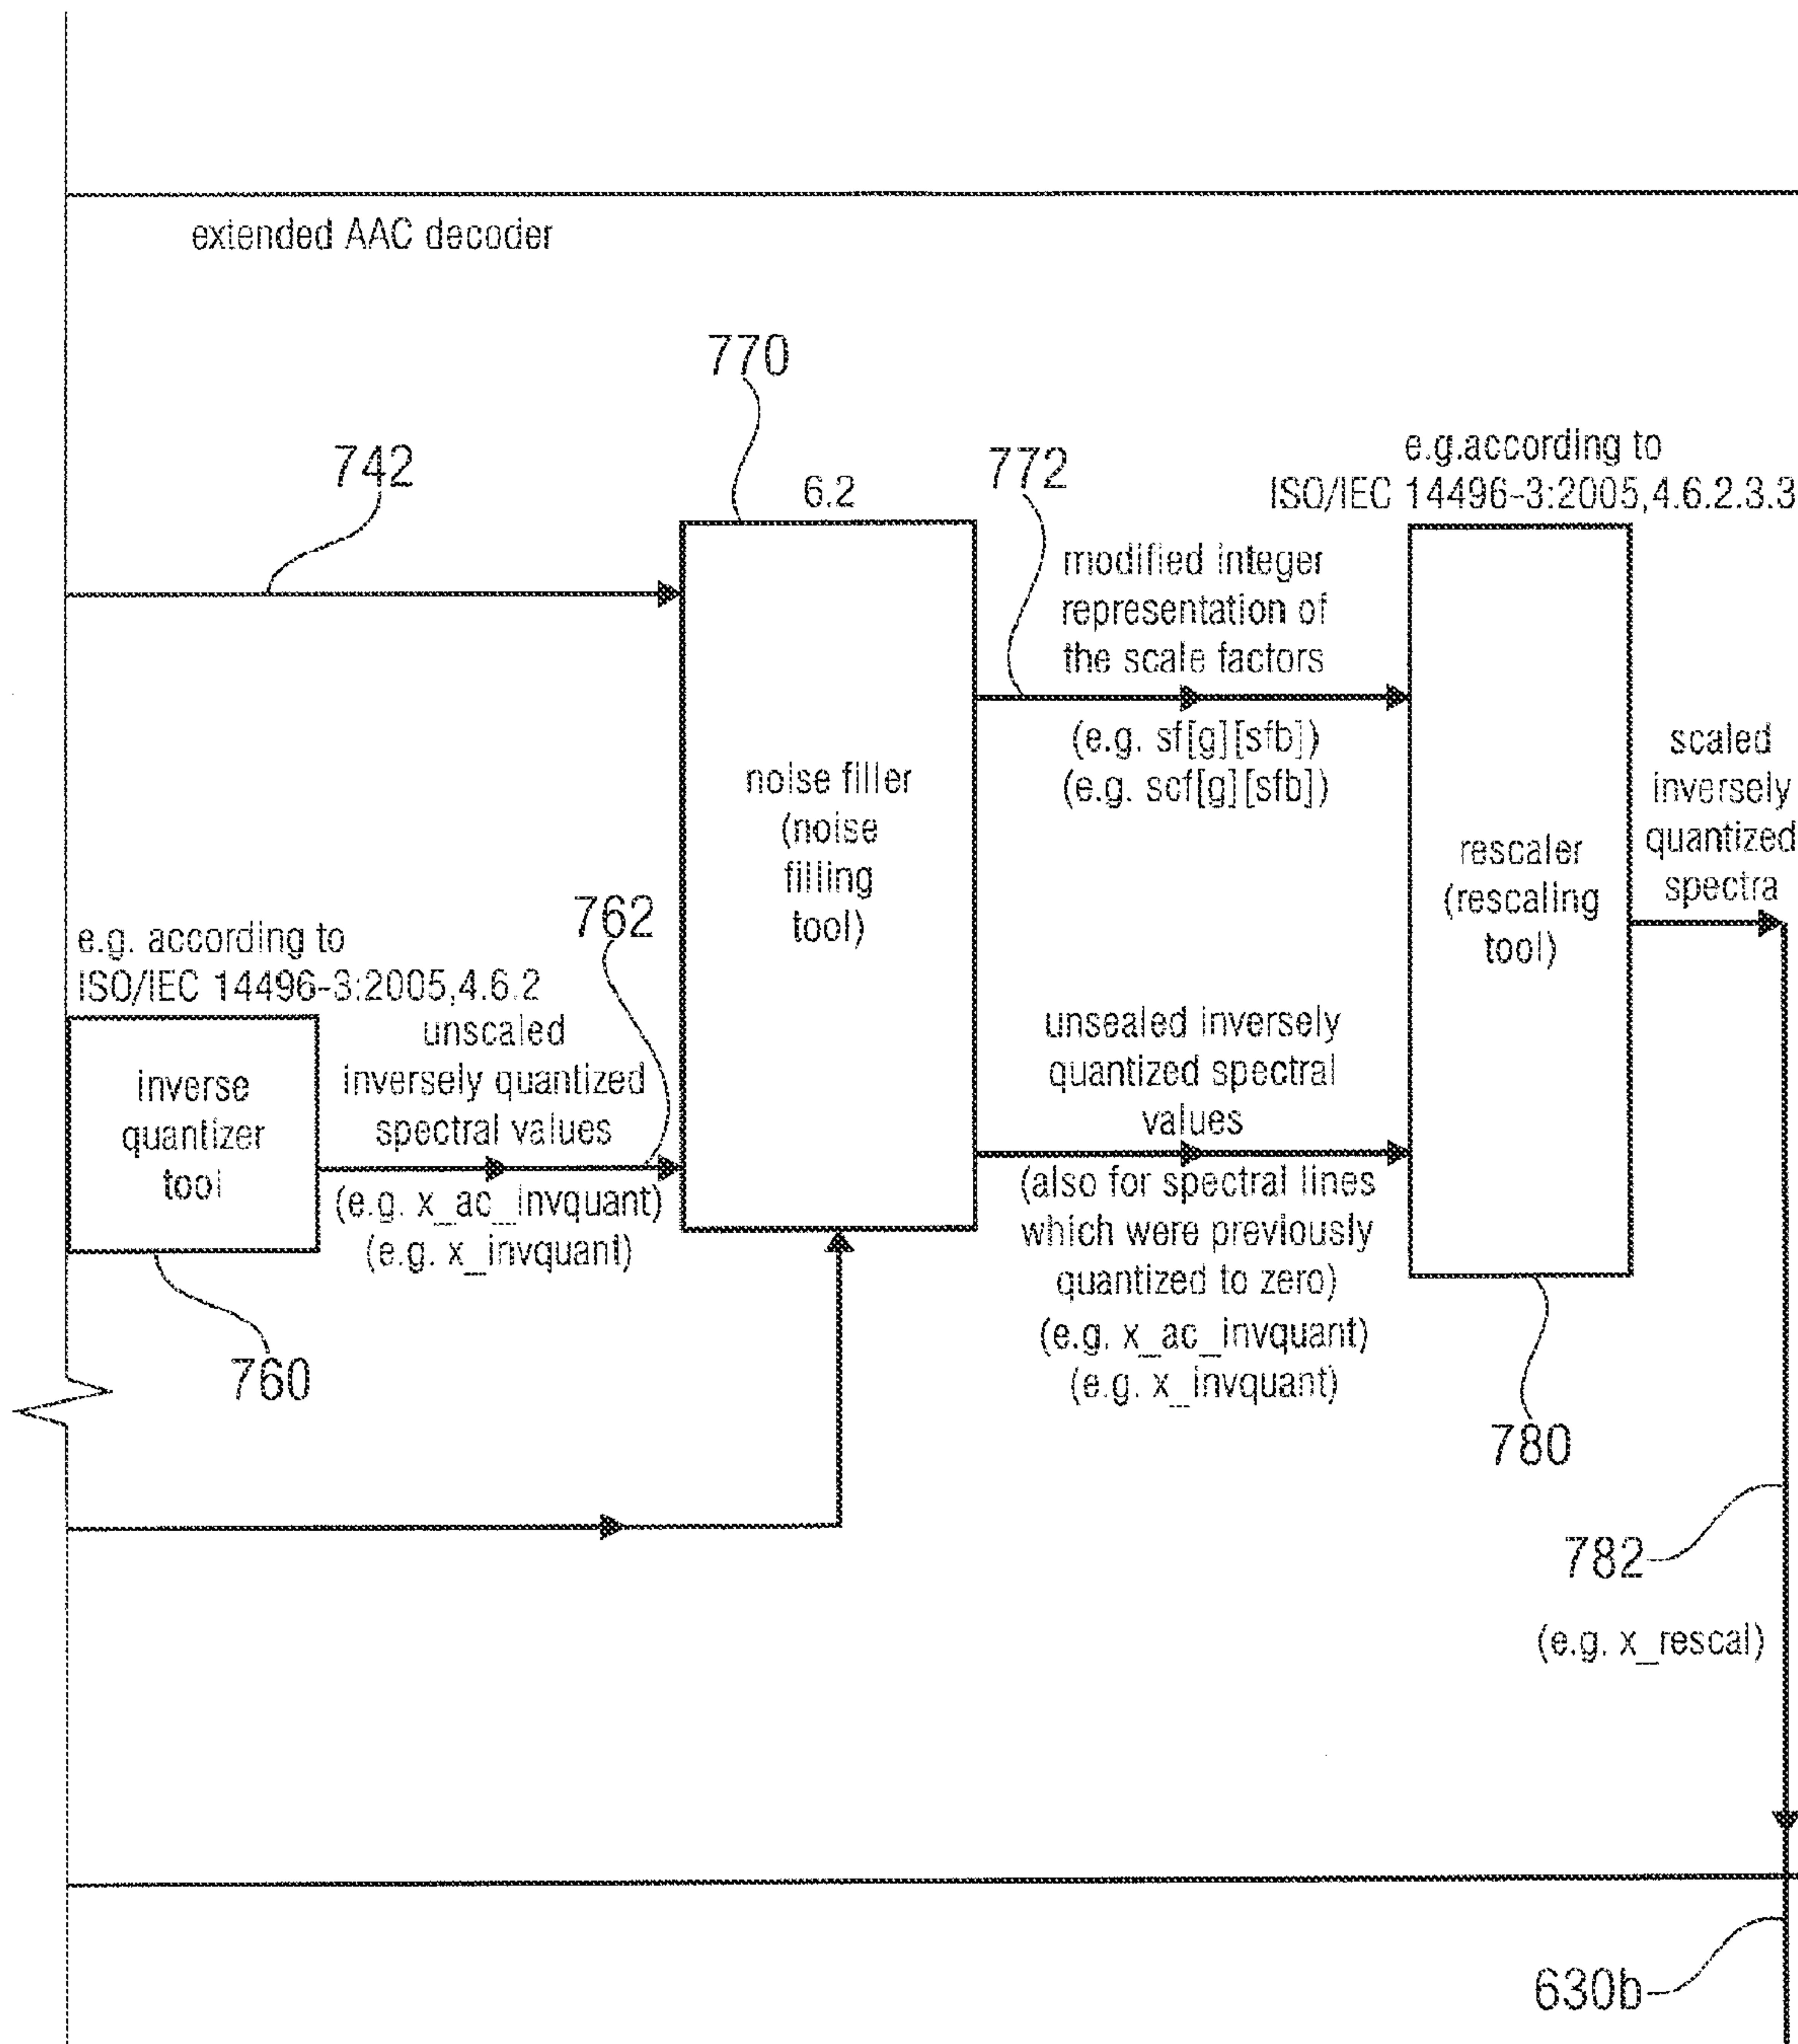 extended AAC decoder
770
742
6.2
772
e.g.according to
ISO/IEC 14496-3:2005,4.6.2.3.3
modified integer
representation of
the scale factors
(e.g. sf[g][sfb])
(e.g. scf[g][sfb])
scaled
inversely
quantized
spectra
noise filler
(noise
filling
tool)
rescaler
(rescaling
tool)
762
e.g. according to
ISO/IEC 14496-3:2005,4.6.2
unscaled
inversely quantized
spectral values
(e.g. x_ac_invquant)
(e.g. x_invquant)
inverse
quantizer
tool
unsealed inversely
quantized spectral
values
(also for spectral lines
which were previously
quantized to zero)
(e.g. x_ac_invquant)
(e.g. x_invquant)
760
780
782
(e.g. x_rescal)
630b